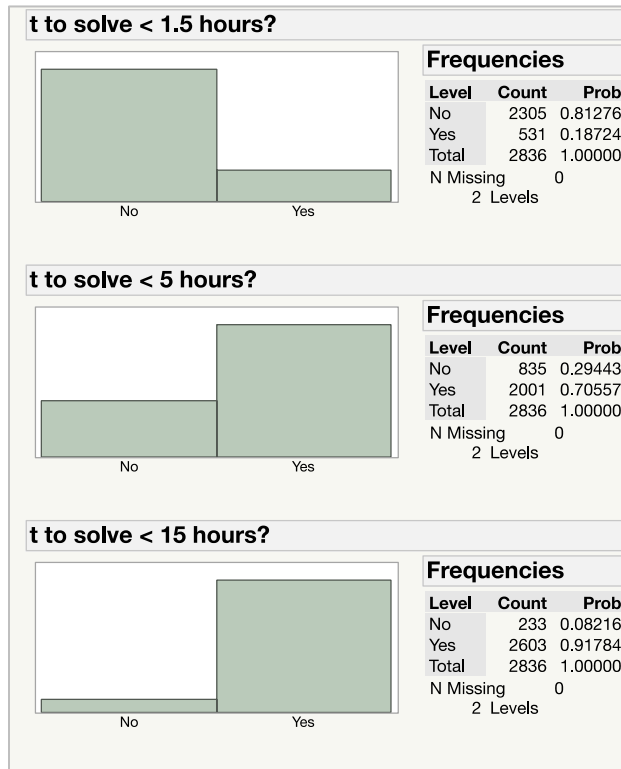 t to solve < 1.5 hours?
Frequencies
Level Count Prob
No 2305 0.81276
Yes 531 0.18724
Total 2836 1.00000
N Missing 0
2 Levels
No Yes
t to solve < 5 hours?
Frequencies
Level Count Prob
No 835 0.29443
Yes 2001 0.70557
Total 2836 1.00000
N Missing 0
2 Levels
No Yes
t to solve < 15 hours?
Frequencies
Level Count Prob
No 233 0.08216
Yes 2603 0.91784
Total 2836 1.00000
N Missing 0
2 Levels
No Yes